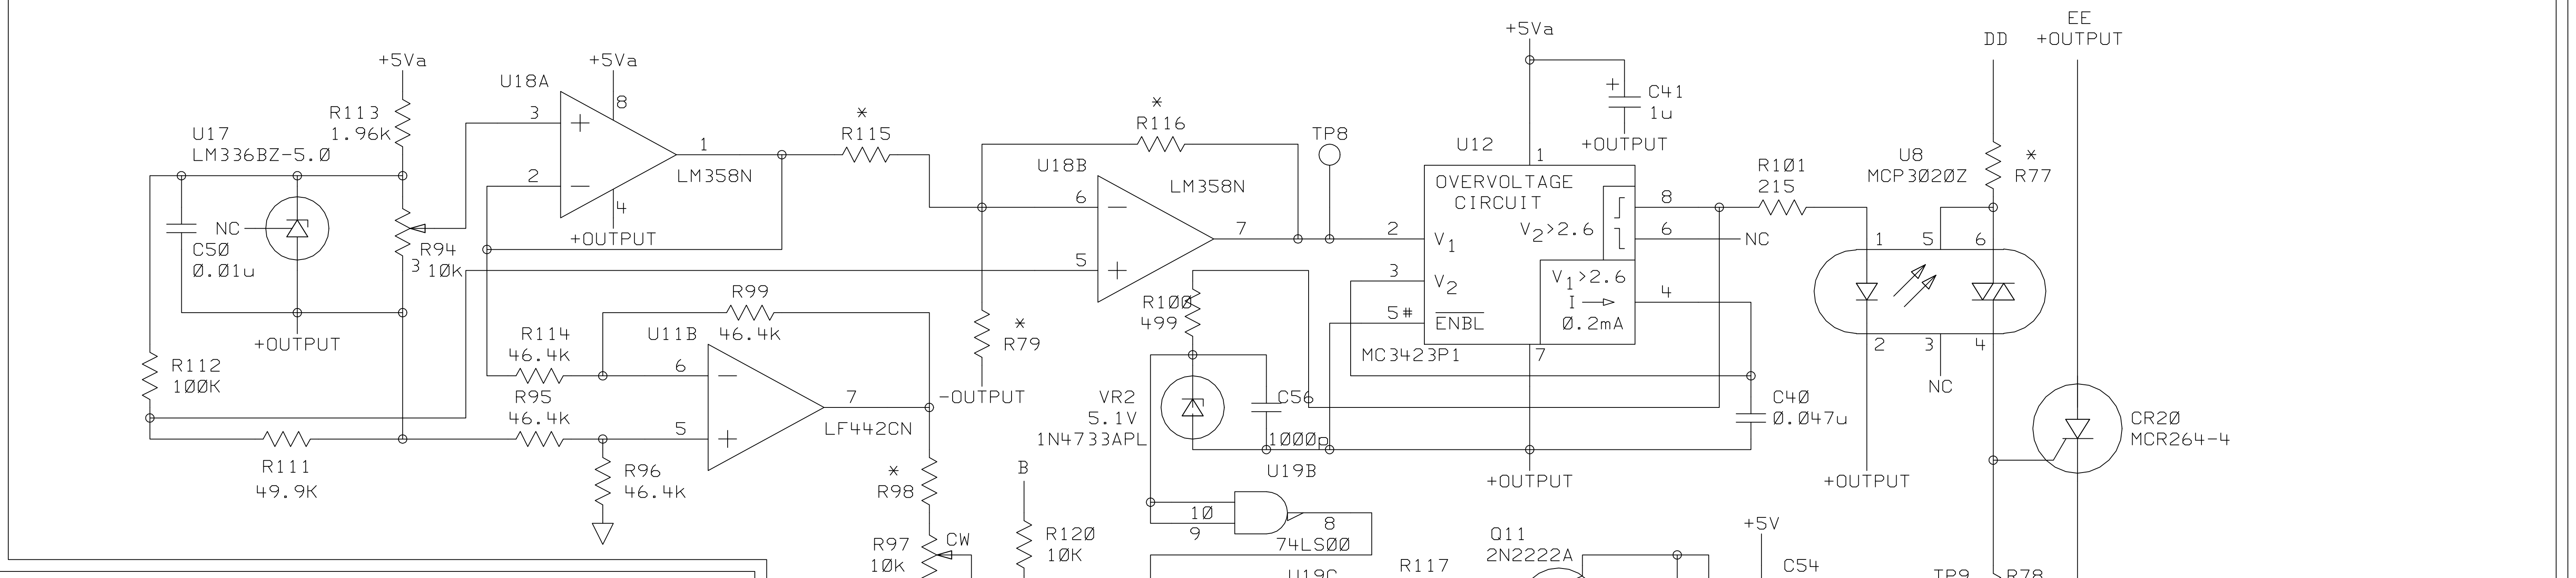 +5Va
R113
1.96K
U17
LM336BZ-5.0
NC
C50
0.01u
+OUTPUT
R94
3
10K
R112
100K
R111
49.9K
U18A
+5Va
8
3
+
2
−
1
LM358N
4
+OUTPUT
*
R115
R99
46.4K
R114
46.4K
R95
46.4K
R96
46.4K
U11B
6
−
5
+
7
LF442CN
*
R98
R97
10K
CW
*
R116
U18B
LM358N
6
−
5
+
7
*
R79
-OUTPUT
TP8
B
R120
10K
R100
499
VR2
5.1V
1N4733APL
C56
1000p
U19B
10
9
8
74LS00
U19C
+5Va
+
C41
1u
+OUTPUT
U12
1
OVERVOLTAGE
CIRCUIT
V2>2.6
V1>2.6
I
0.2mA
2
V1
3
V2
5#
ENBL
MC3423P1
7
8
6
NC
4
+OUTPUT
C40
0.047u
R101
215
U8
MCP3020Z
1
5
6
2
3
4
NC
+OUTPUT
DD
*
R77
EE
+OUTPUT
CR20
MCR264-4
Q11
2N2222A
R117
+5V
C54
TP9
R78